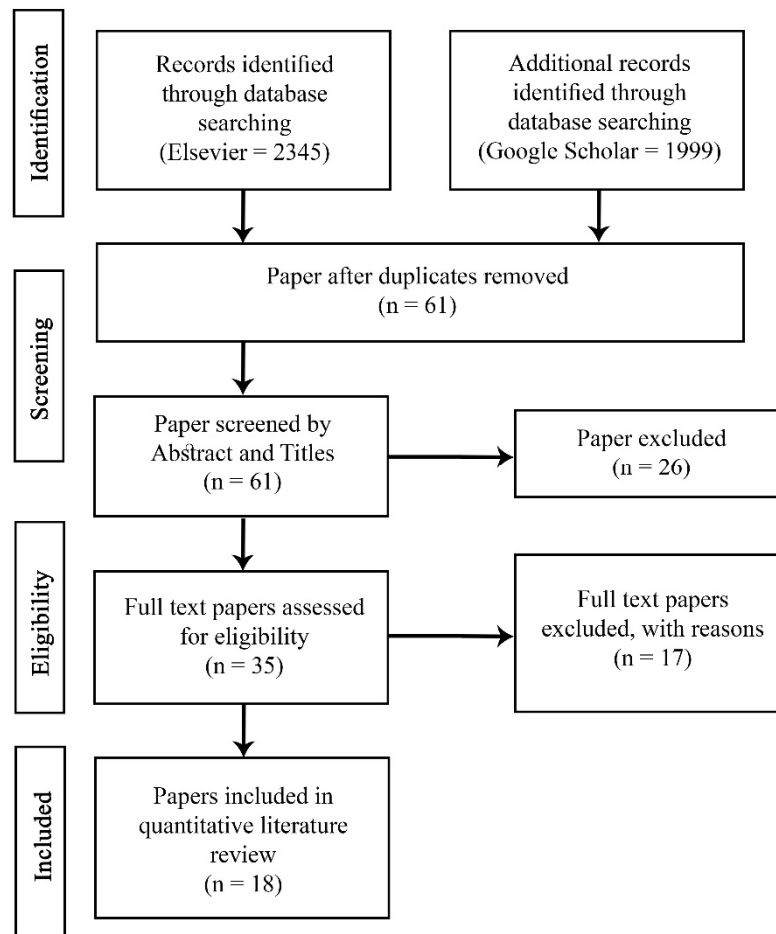 Identification
Records identified
through database
searching
(Elsevier = 2345)
Additional records
identified through
database searching
(Google Scholar = 1999)
Screening
Paper after duplicates removed
(n = 61)
Paper screened by
Abstract and Titles
(n = 61)
Paper excluded
(n = 26)
Eligibility
Full text papers assessed
for eligibility
(n = 35)
Full text papers
excluded, with reasons
(n = 17)
Included
Papers included in
quantitative literature
review
(n = 18)